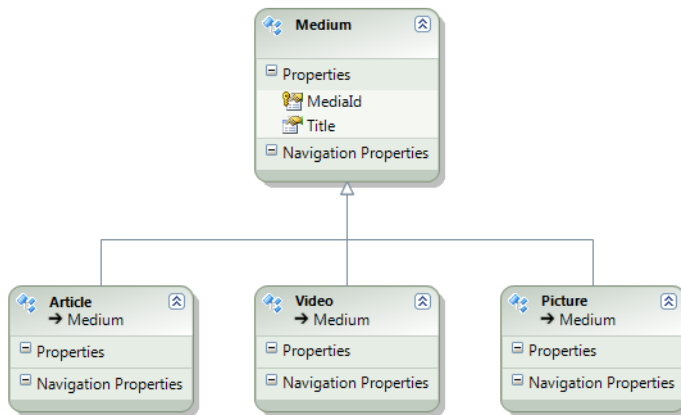 Medium
Properties
MediaId
Title
Navigation Properties
Article
➔ Medium
Properties
Navigation Properties
Video
➔ Medium
Properties
Navigation Properties
Picture
➔ Medium
Properties
Navigation Properties